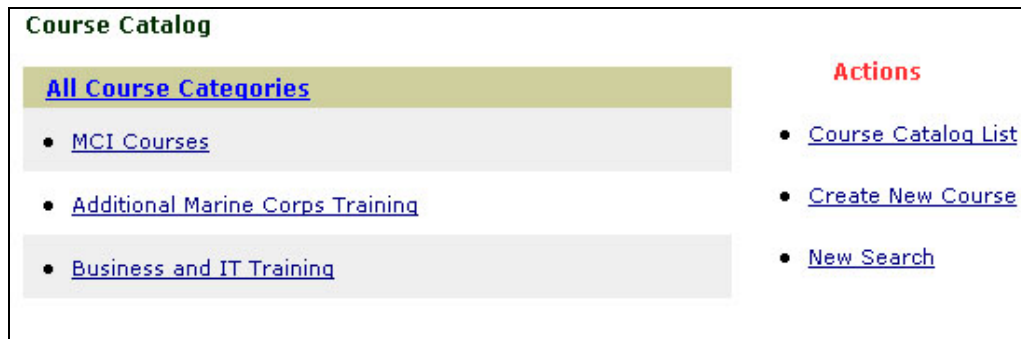 Course Catalog
All Course Categories
MCI Courses
Additional Marine Corps Training
Business and IT Training
Actions
Course Catalog List
Create New Course
New Search